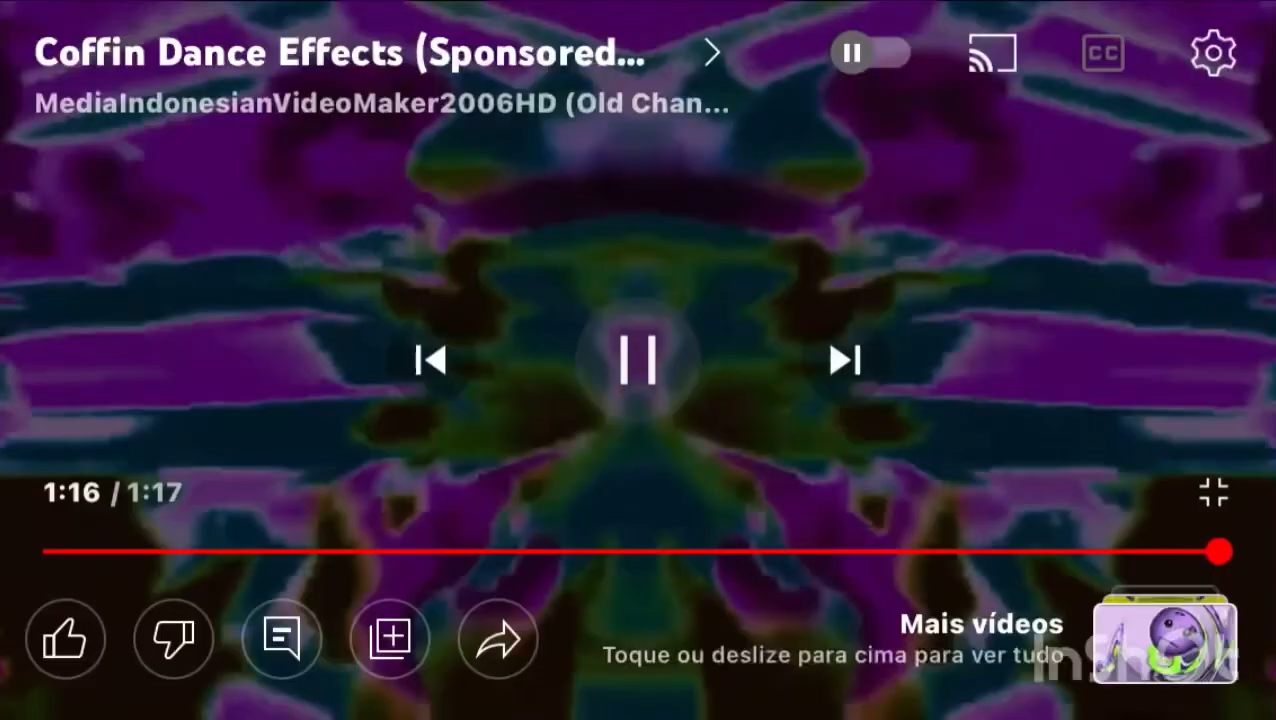 Coffin Dance Effects (Sponsored...
MediaIndonesianVideoMaker2006HD (Old Chan...
CC
1:16 / 1:17
Mais vídeos
Toque ou deslize para cima para ver tudo
InShot